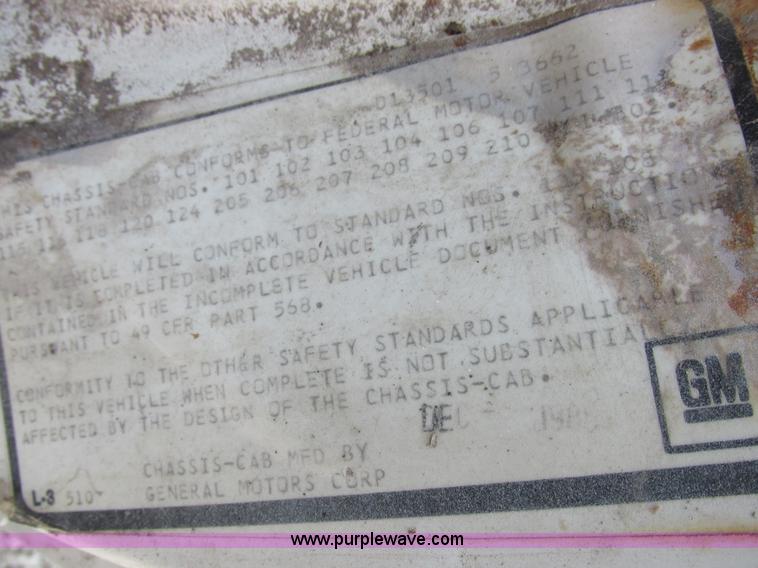 D13501 5 3662
THIS CHASSIS-CAB CONFORMS TO FEDERAL MOTOR VEHICLE
SAFETY STANDARD NOS. 101 102 103 104 106 107 111
115 116 118 120 124 205 206 207 208 209 210 302.
THIS VEHICLE WILL CONFORM TO STANDARD NOS. 108
IF IT IS COMPLETED IN ACCORDANCE WITH THE INSTRUCTIONS
CONTAINED IN THE INCOMPLETE VEHICLE DOCUMENT FURNISHED
PURSUANT TO 49 CFR PART 568.
CONFORMITY TO THE OTHER SAFETY STANDARDS APPLICABLE
TO THIS VEHICLE WHEN COMPLETE IS NOT SUBSTANTIALLY
AFFECTED BY THE DESIGN OF THE CHASSIS-CAB.
DEC
GM
CHASSIS-CAB MFD BY
L-3 510 GENERAL MOTORS CORP
www.purplewave.com